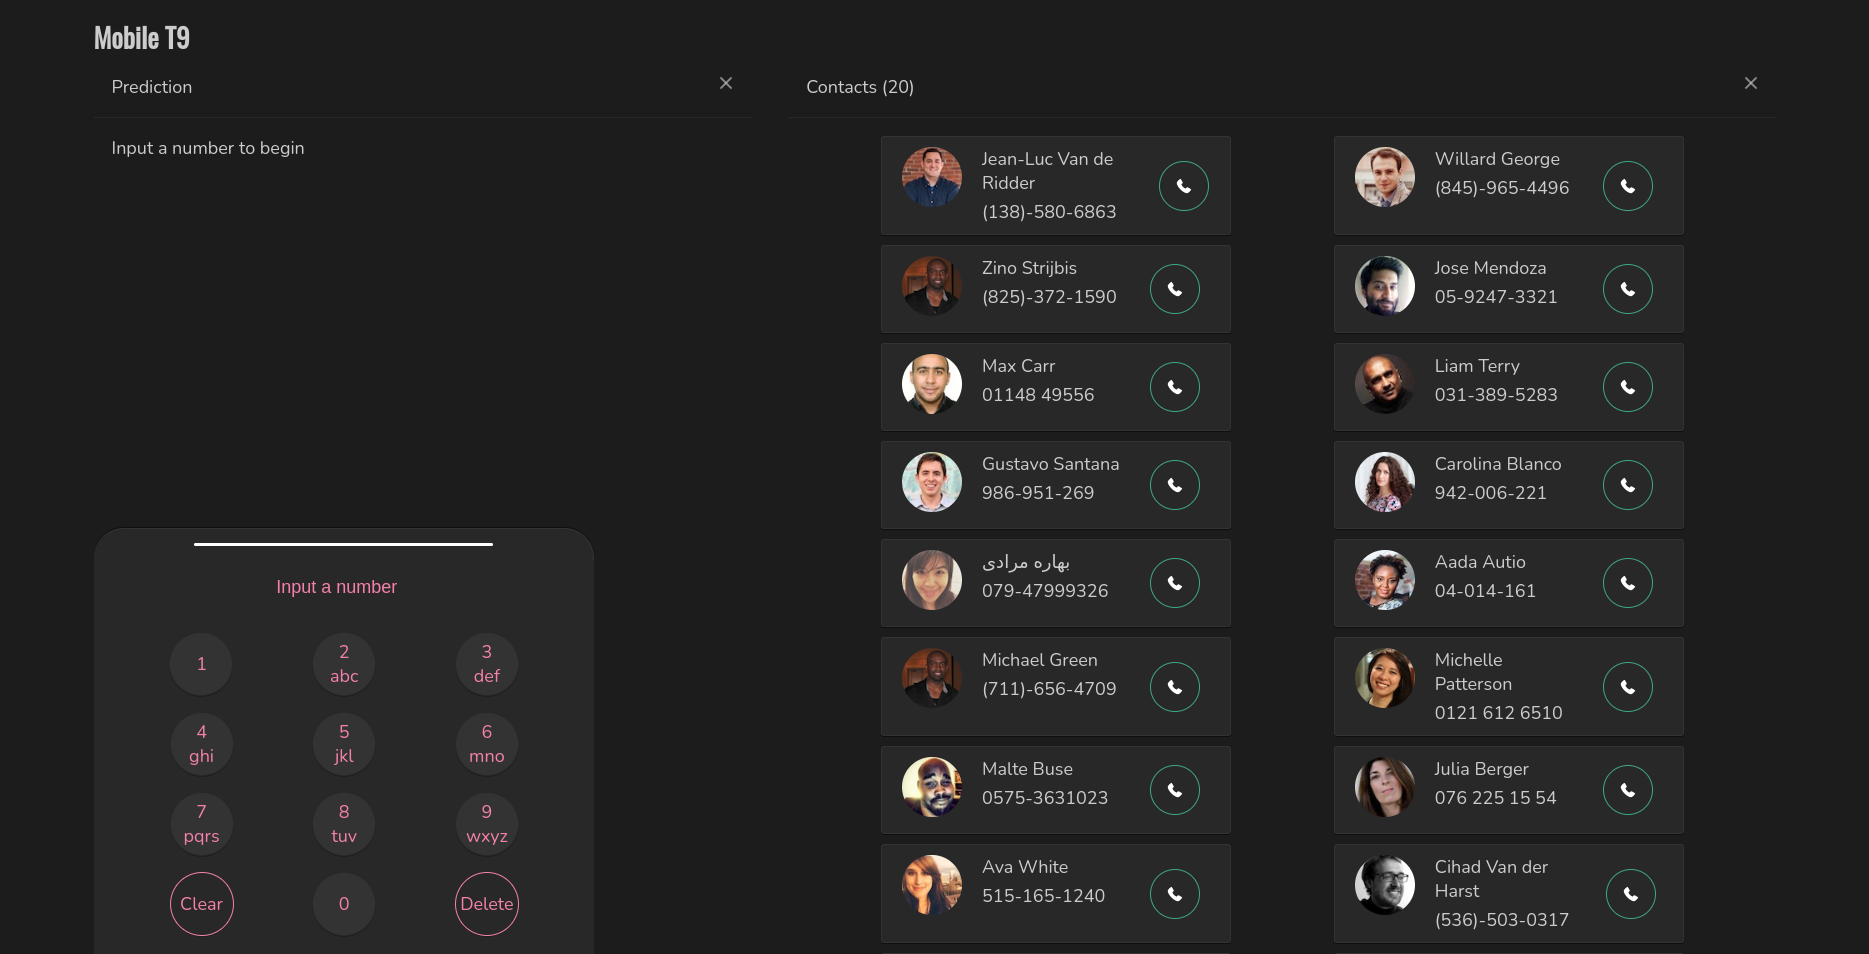 Mobile T9
Prediction
Input a number to begin
Input a number
1
2
abc
3
def
4
ghi
5
jkl
6
mno
7
pqrs
8
tuv
9
wxyz
Clear
0
Delete
Contacts (20)
Jean-Luc Van de
Ridder
(138)-580-6863
Willard George
(845)-965-4496
Zino Strijbis
(825)-372-1590
Jose Mendoza
05-9247-3321
Max Carr
01148 49556
Liam Terry
031-389-5283
Gustavo Santana
986-951-269
Carolina Blanco
942-006-221
بهاره مرادی
079-47999326
Aada Autio
04-014-161
Michael Green
(711)-656-4709
Michelle
Patterson
0121 612 6510
Malte Buse
0575-3631023
Julia Berger
076 225 15 54
Ava White
515-165-1240
Cihad Van der
Harst
(536)-503-0317